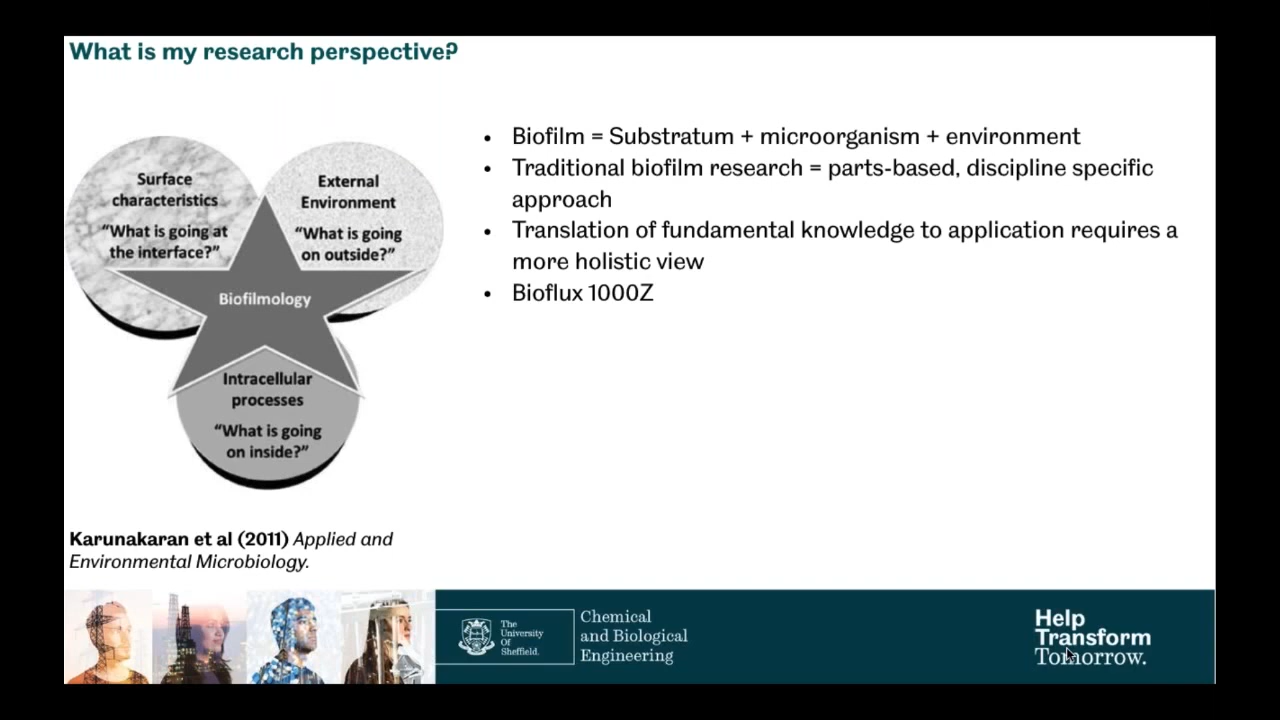 What is my research perspective?
Surface
characteristics
"What is going at
the interface?"
External
Environment
"What is going
on outside?"
Biofilmology
Intracellular
processes
"What is going
on inside?"
• Biofilm = Substratum + microorganism + environment
• Traditional biofilm research = parts-based, discipline specific
approach
• Translation of fundamental knowledge to application requires a
more holistic view
• Bioflux 1000Z
Karunakaran et al (2011) Applied and
Environmental Microbiology.
The
University
Of
Sheffield.
Chemical
and Biological
Engineering
Help
Transform
Tomorrow.